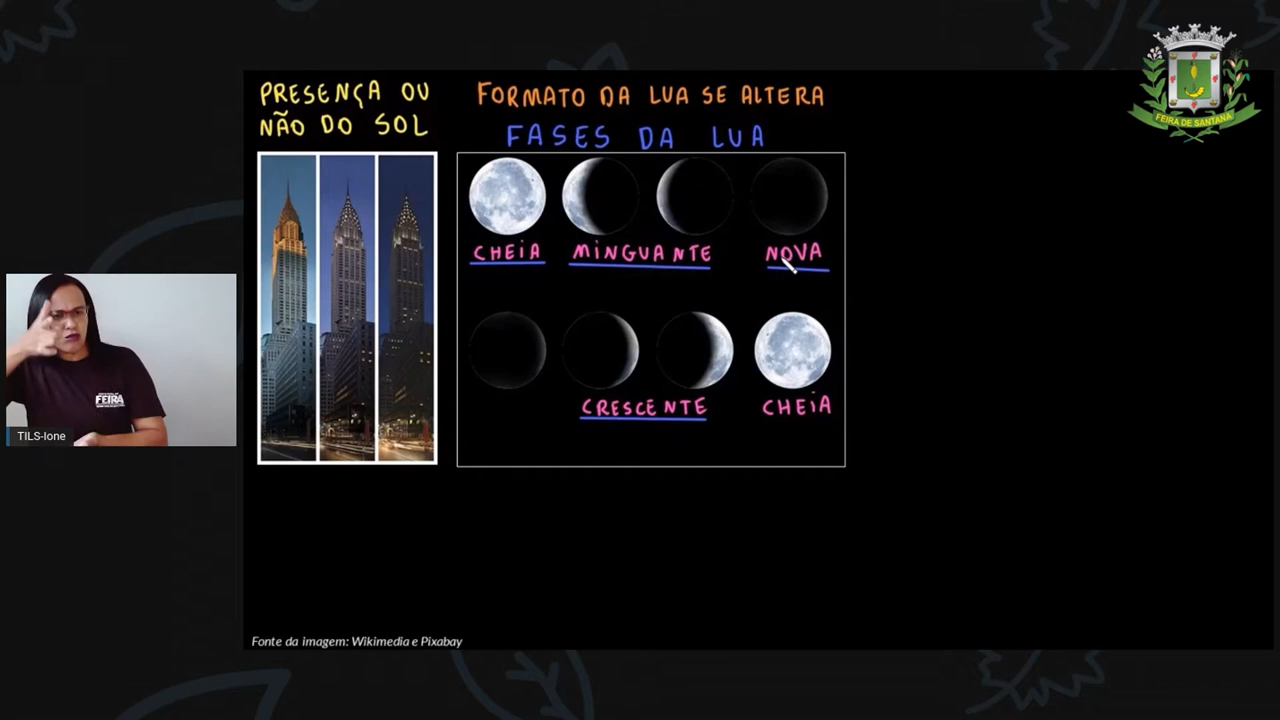 PRESENÇA OU
NÃO DO SOL
FORMATO DA LUA SE ALTERA
FASES DA LUA
CHEIA MINGUANTE NOVA
CRESCENTE CHEIA
FEIRA DE SANTANA
FEIRA
TILS-Ione
Fonte da imagem: Wikimedia e Pixabay